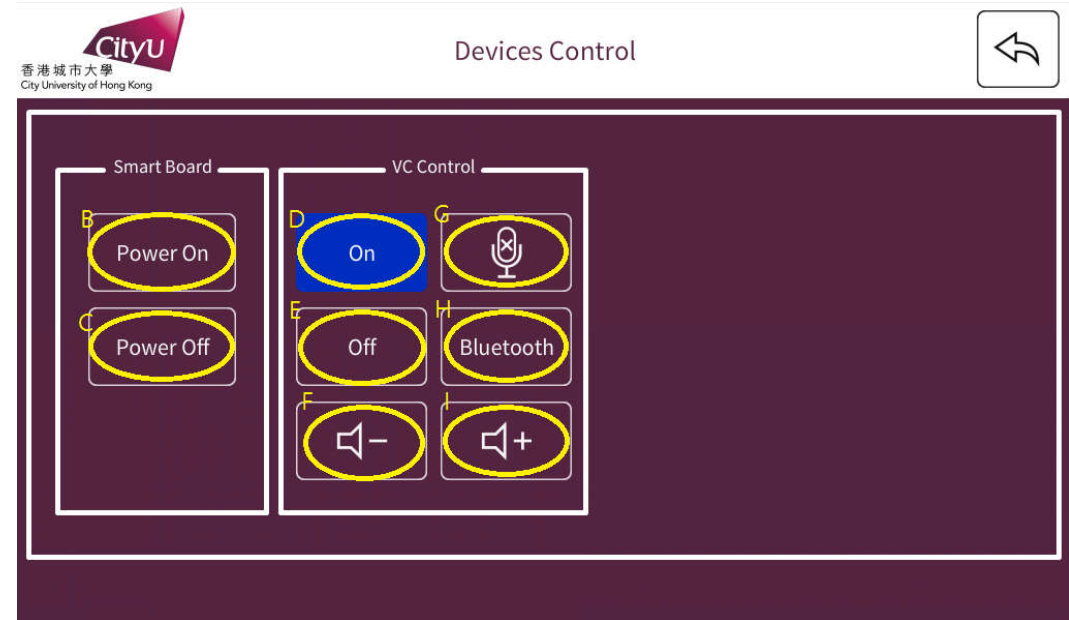 CityU
香港城市大學
City University of Hong Kong
Devices Control
Smart Board
VC Control
B
D
G
Power On
On
C
E
H
Power Off
Off
Bluetooth
F
I